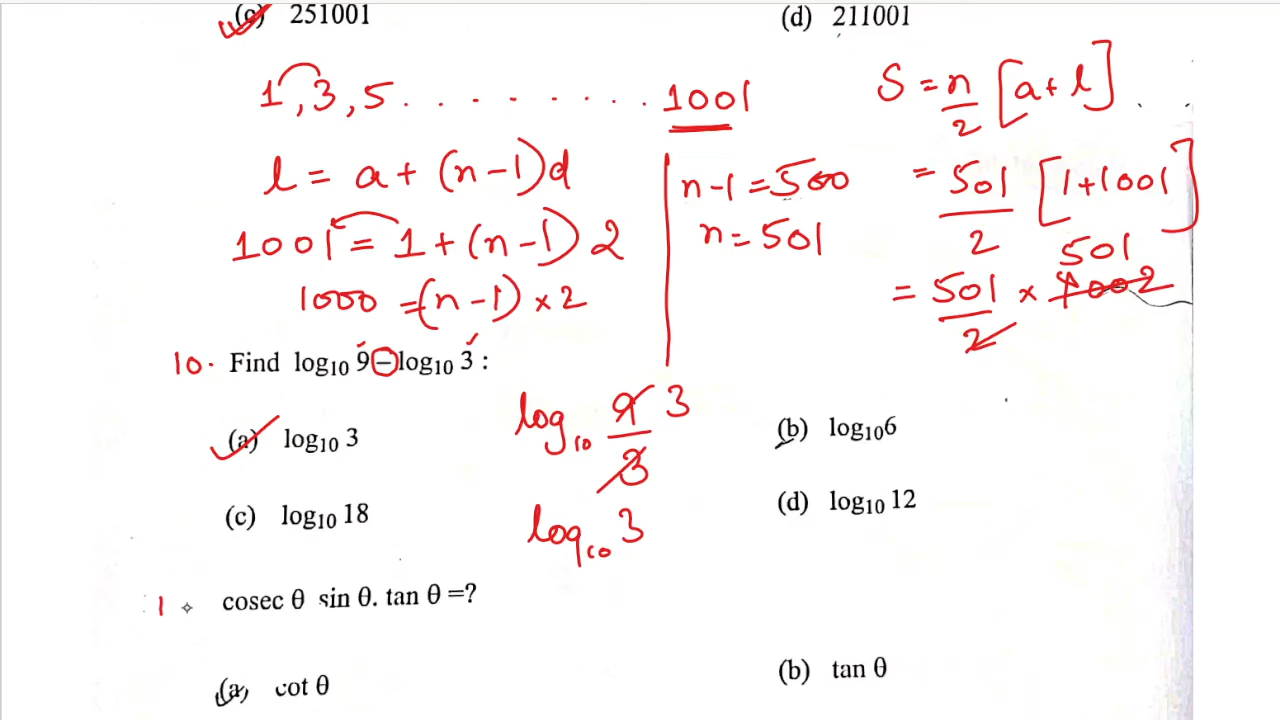 (c) 251001 (d) 211001
1, 3, 5 . . . . . . . . . 1001 S = n/2 [a + l]
l = a + (n - 1)d n - 1 = 500 = 501/2 [1 + 1001]
1001 = 1 + (n - 1) 2 n = 501 501
1000 = (n - 1) × 2 = 501/2 × 1002
10. Find log₁₀ 9 – log₁₀ 3 :
log₁₀ 9/3 3
(a) log₁₀ 3 (b) log₁₀6
(c) log₁₀ 18 (d) log₁₀ 12
log₁₀ 3
1 cosec θ sin θ. tan θ =?
(a) cot θ (b) tan θ